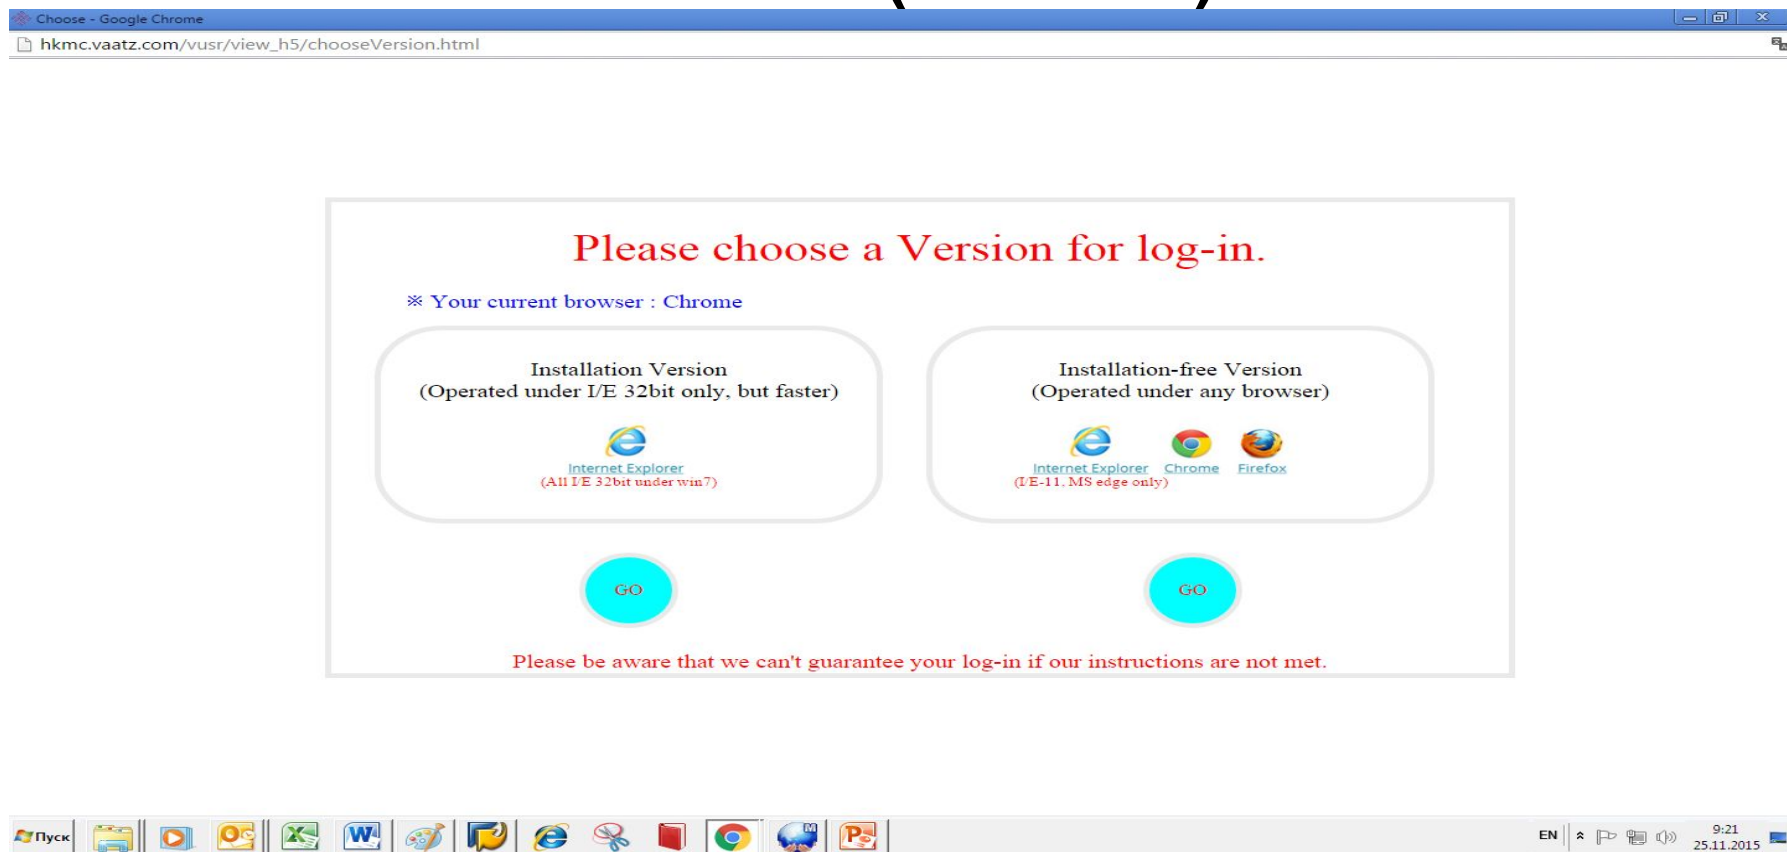 Choose - Google Chrome
hkmc.vaatz.com/vusr/view_h5/chooseVersion.html
Please choose a Version for log-in.
※ Your current browser : Chrome
Installation Version
(Operated under I/E 32bit only, but faster)
Internet Explorer
(All I/E 32bit under win7)
Installation-free Version
(Operated under any browser)
Internet Explorer Chrome Firefox
(I/E-11, MS edge only)
GO
GO
Please be aware that we can't guarantee your log-in if our instructions are not met.
Пуск
EN
9:21
25.11.2015